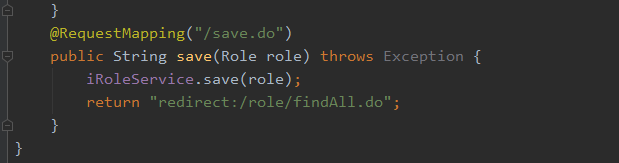 }
@RequestMapping("/save.do")
public String save(Role role) throws Exception {
iRoleService.save(role);
return "redirect:/role/findAll.do";
}
}